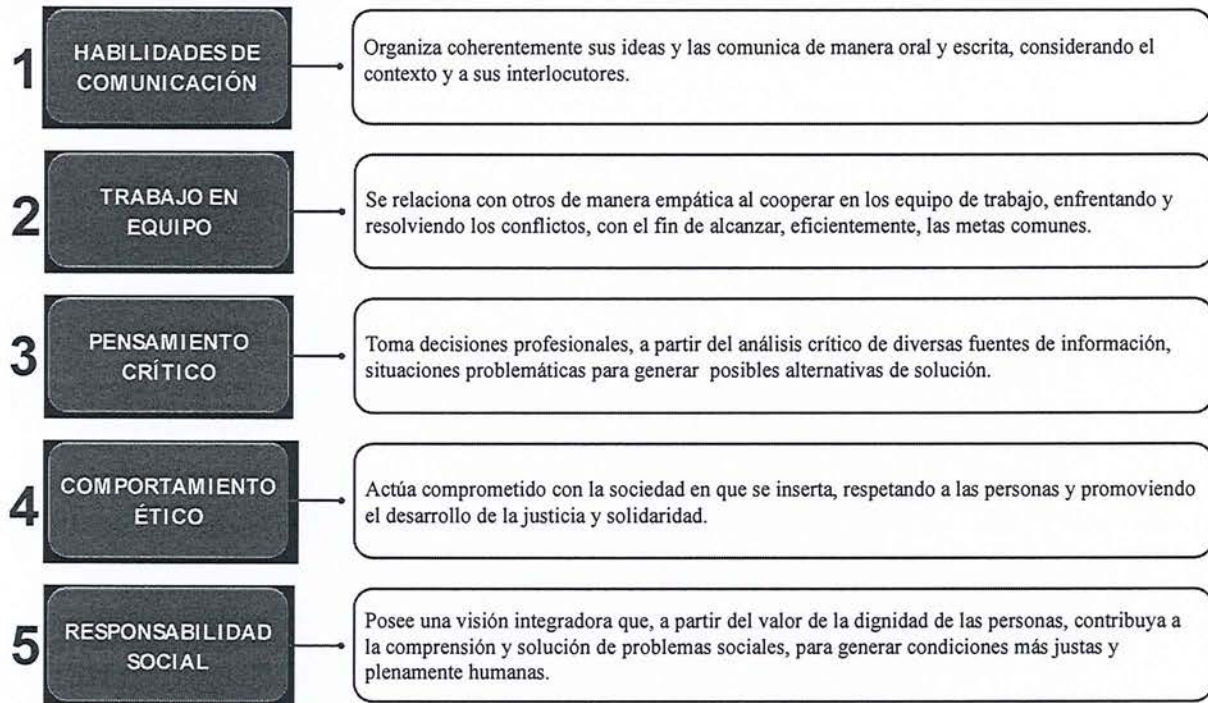 1
HABILIDADES DE
COMUNICACIÓN
Organiza coherentemente sus ideas y las comunica de manera oral y escrita, considerando el
contexto y a sus interlocutores.
2
TRABAJO EN
EQUIPO
Se relaciona con otros de manera empática al cooperar en los equipo de trabajo, enfrentando y
resolviendo los conflictos, con el fin de alcanzar, eficientemente, las metas comunes.
3
PENSAMIENTO
CRÍTICO
Toma decisiones profesionales, a partir del análisis crítico de diversas fuentes de información,
situaciones problemáticas para generar posibles alternativas de solución.
4
COMPORTAMIENTO
ÉTICO
Actúa comprometido con la sociedad en que se inserta, respetando a las personas y promoviendo
el desarrollo de la justicia y solidaridad.
5
RESPONSABILIDAD
SOCIAL
Posee una visión integradora que, a partir del valor de la dignidad de las personas, contribuya a
la comprensión y solución de problemas sociales, para generar condiciones más justas y
plenamente humanas.